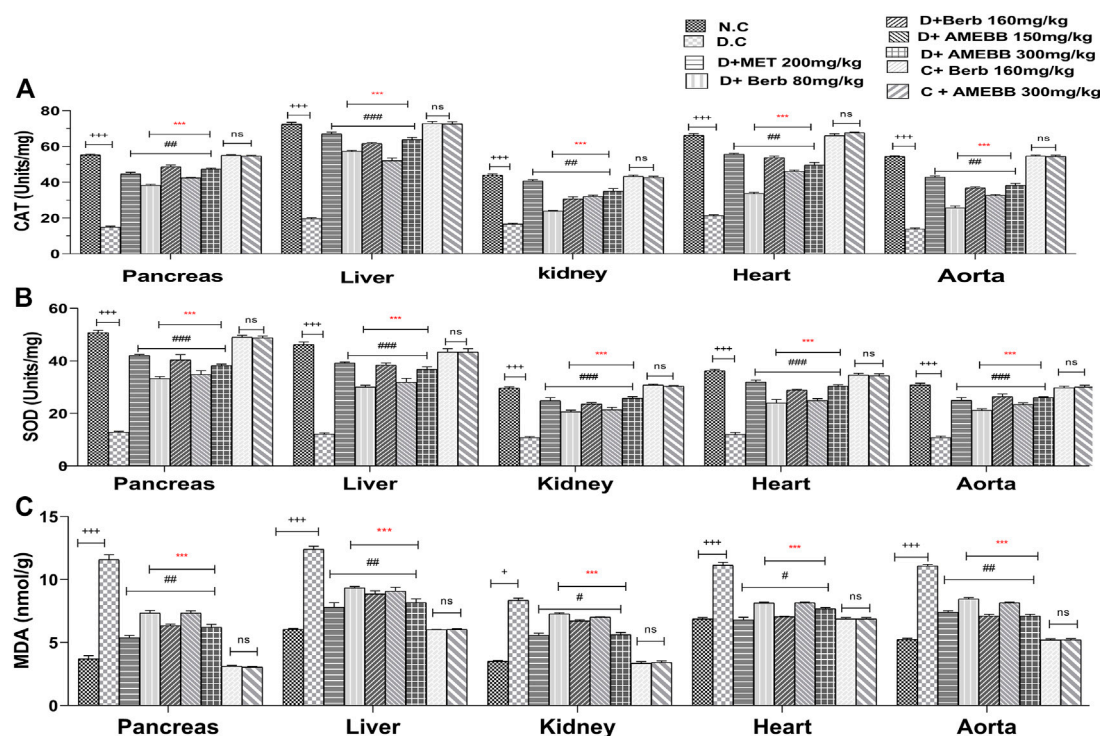 N.C
D.C
D+MET 200mg/kg
D+ Berb 80mg/kg
D+Berb 160mg/kg
D+ AMEBB 150mg/kg
D+ AMEBB 300mg/kg
C+ Berb 160mg/kg
C + AMEBB 300mg/kg
A
CAT (Units/mg)
80
60
40
20
0
+++ *** ## ns
+++ *** ### ns
+++ *** ## ns
+++ *** ## ns
+++ *** ## ns
Pancreas Liver kidney Heart Aorta
B
SOD (Units/mg)
60
40
20
0
+++ *** ### ns
+++ *** ### ns
+++ *** ### ns
+++ *** ### ns
+++ *** ### ns
Pancreas Liver Kidney Heart Aorta
C
MDA (nmol/g)
15
10
5
0
+++ *** ## ns
+++ *** ## ns
+ *** # ns
+++ *** # ns
+++ *** ## ns
Pancreas Liver Kidney Heart Aorta